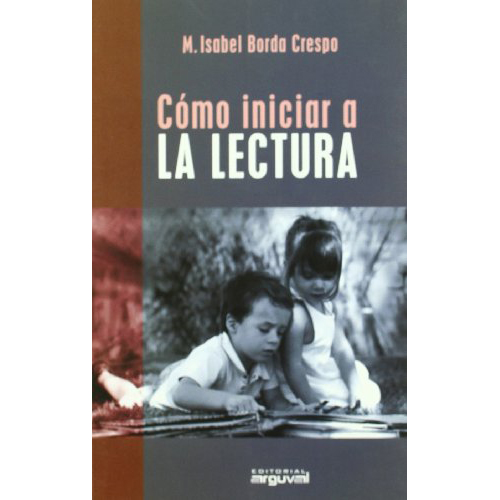 M. Isabel Borda Crespo
Cómo iniciar a
LA LECTURA
EDITORIAL
arguval